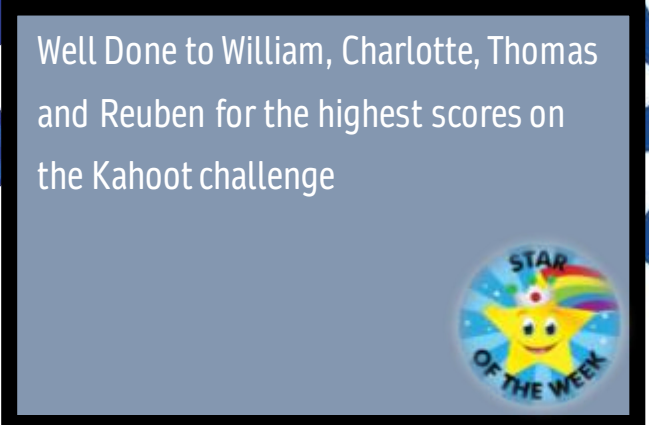 Well Done to William, Charlotte, Thomas
and Reuben for the highest scores on
the Kahoot challenge
STAR
OF THE WEEK